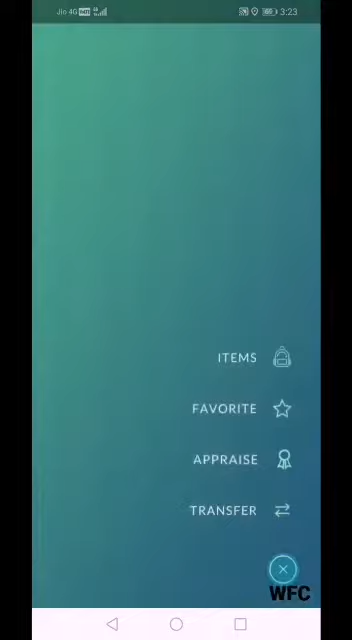 Jio 4G 3:23
ITEMS
FAVORITE
APPRAISE
TRANSFER
WFC